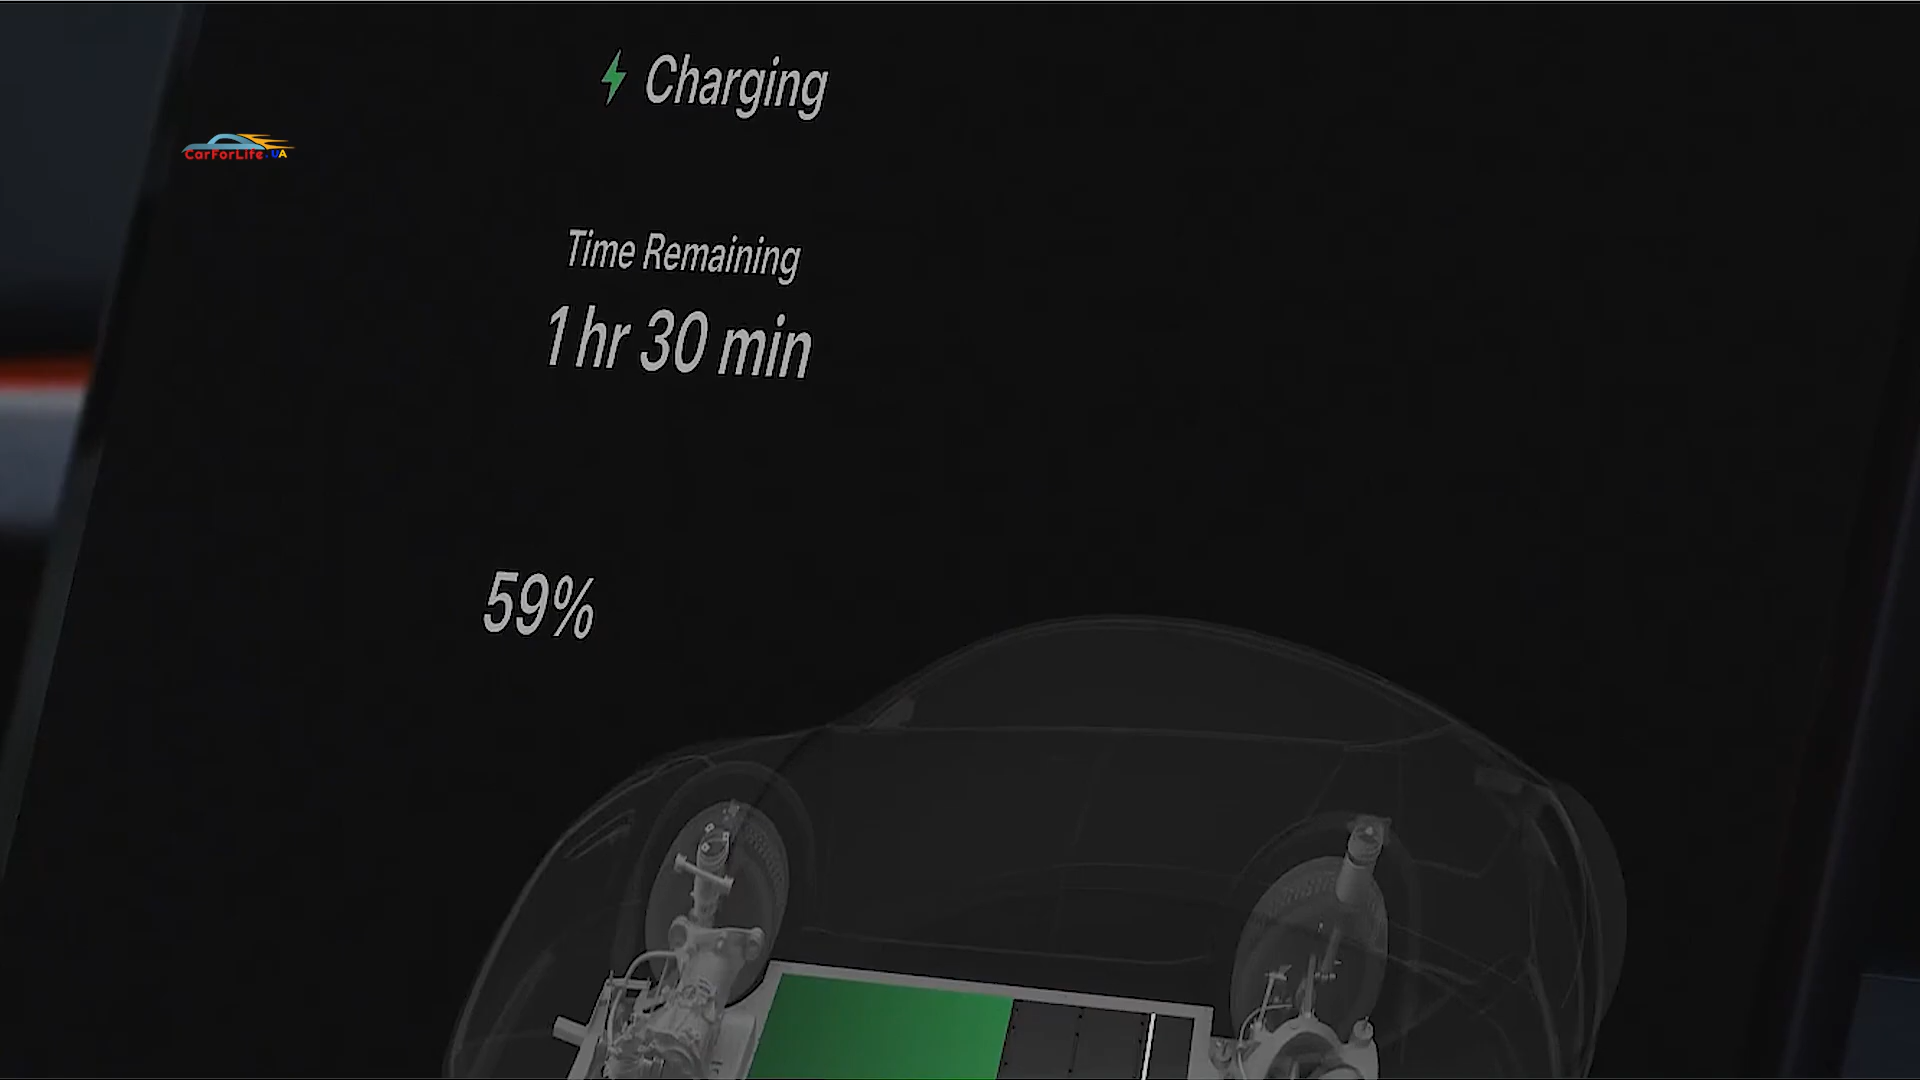 Charging
CarForLife.UA
Time Remaining
1 hr 30 min
59%